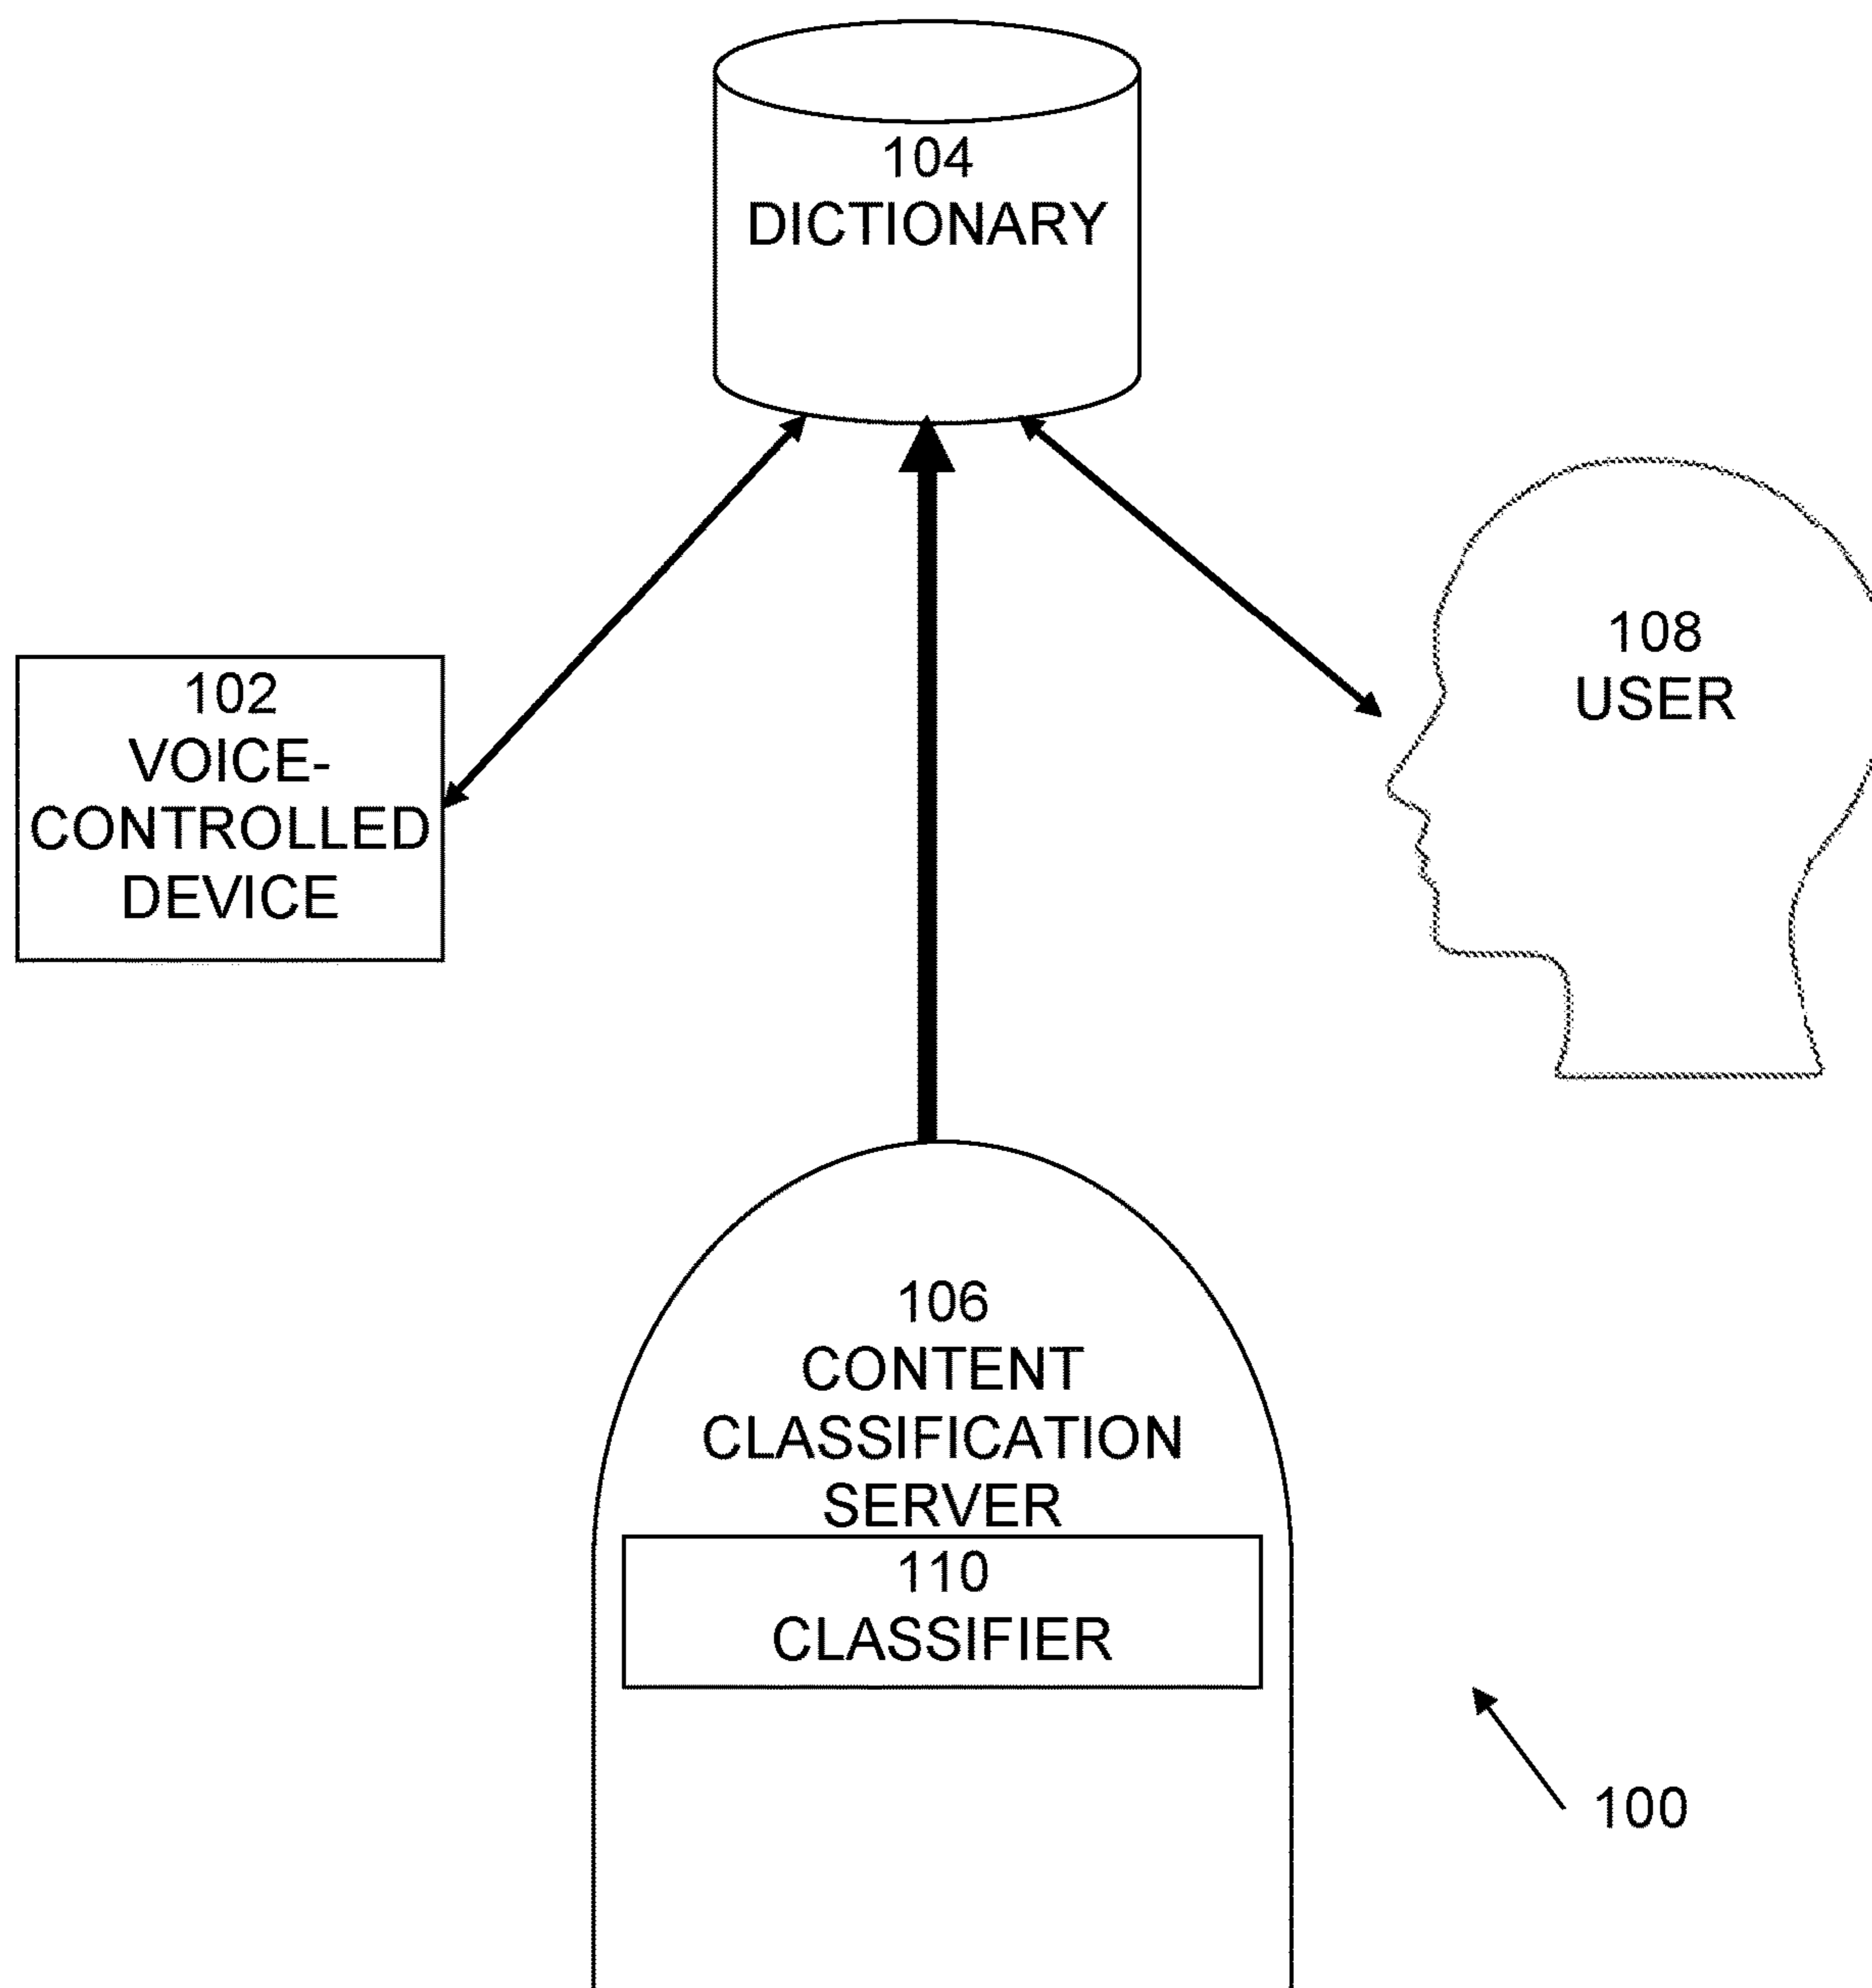 104
DICTIONARY
102
VOICE-
CONTROLLED
DEVICE
108
USER
106
CONTENT
CLASSIFICATION
SERVER
110
CLASSIFIER
100